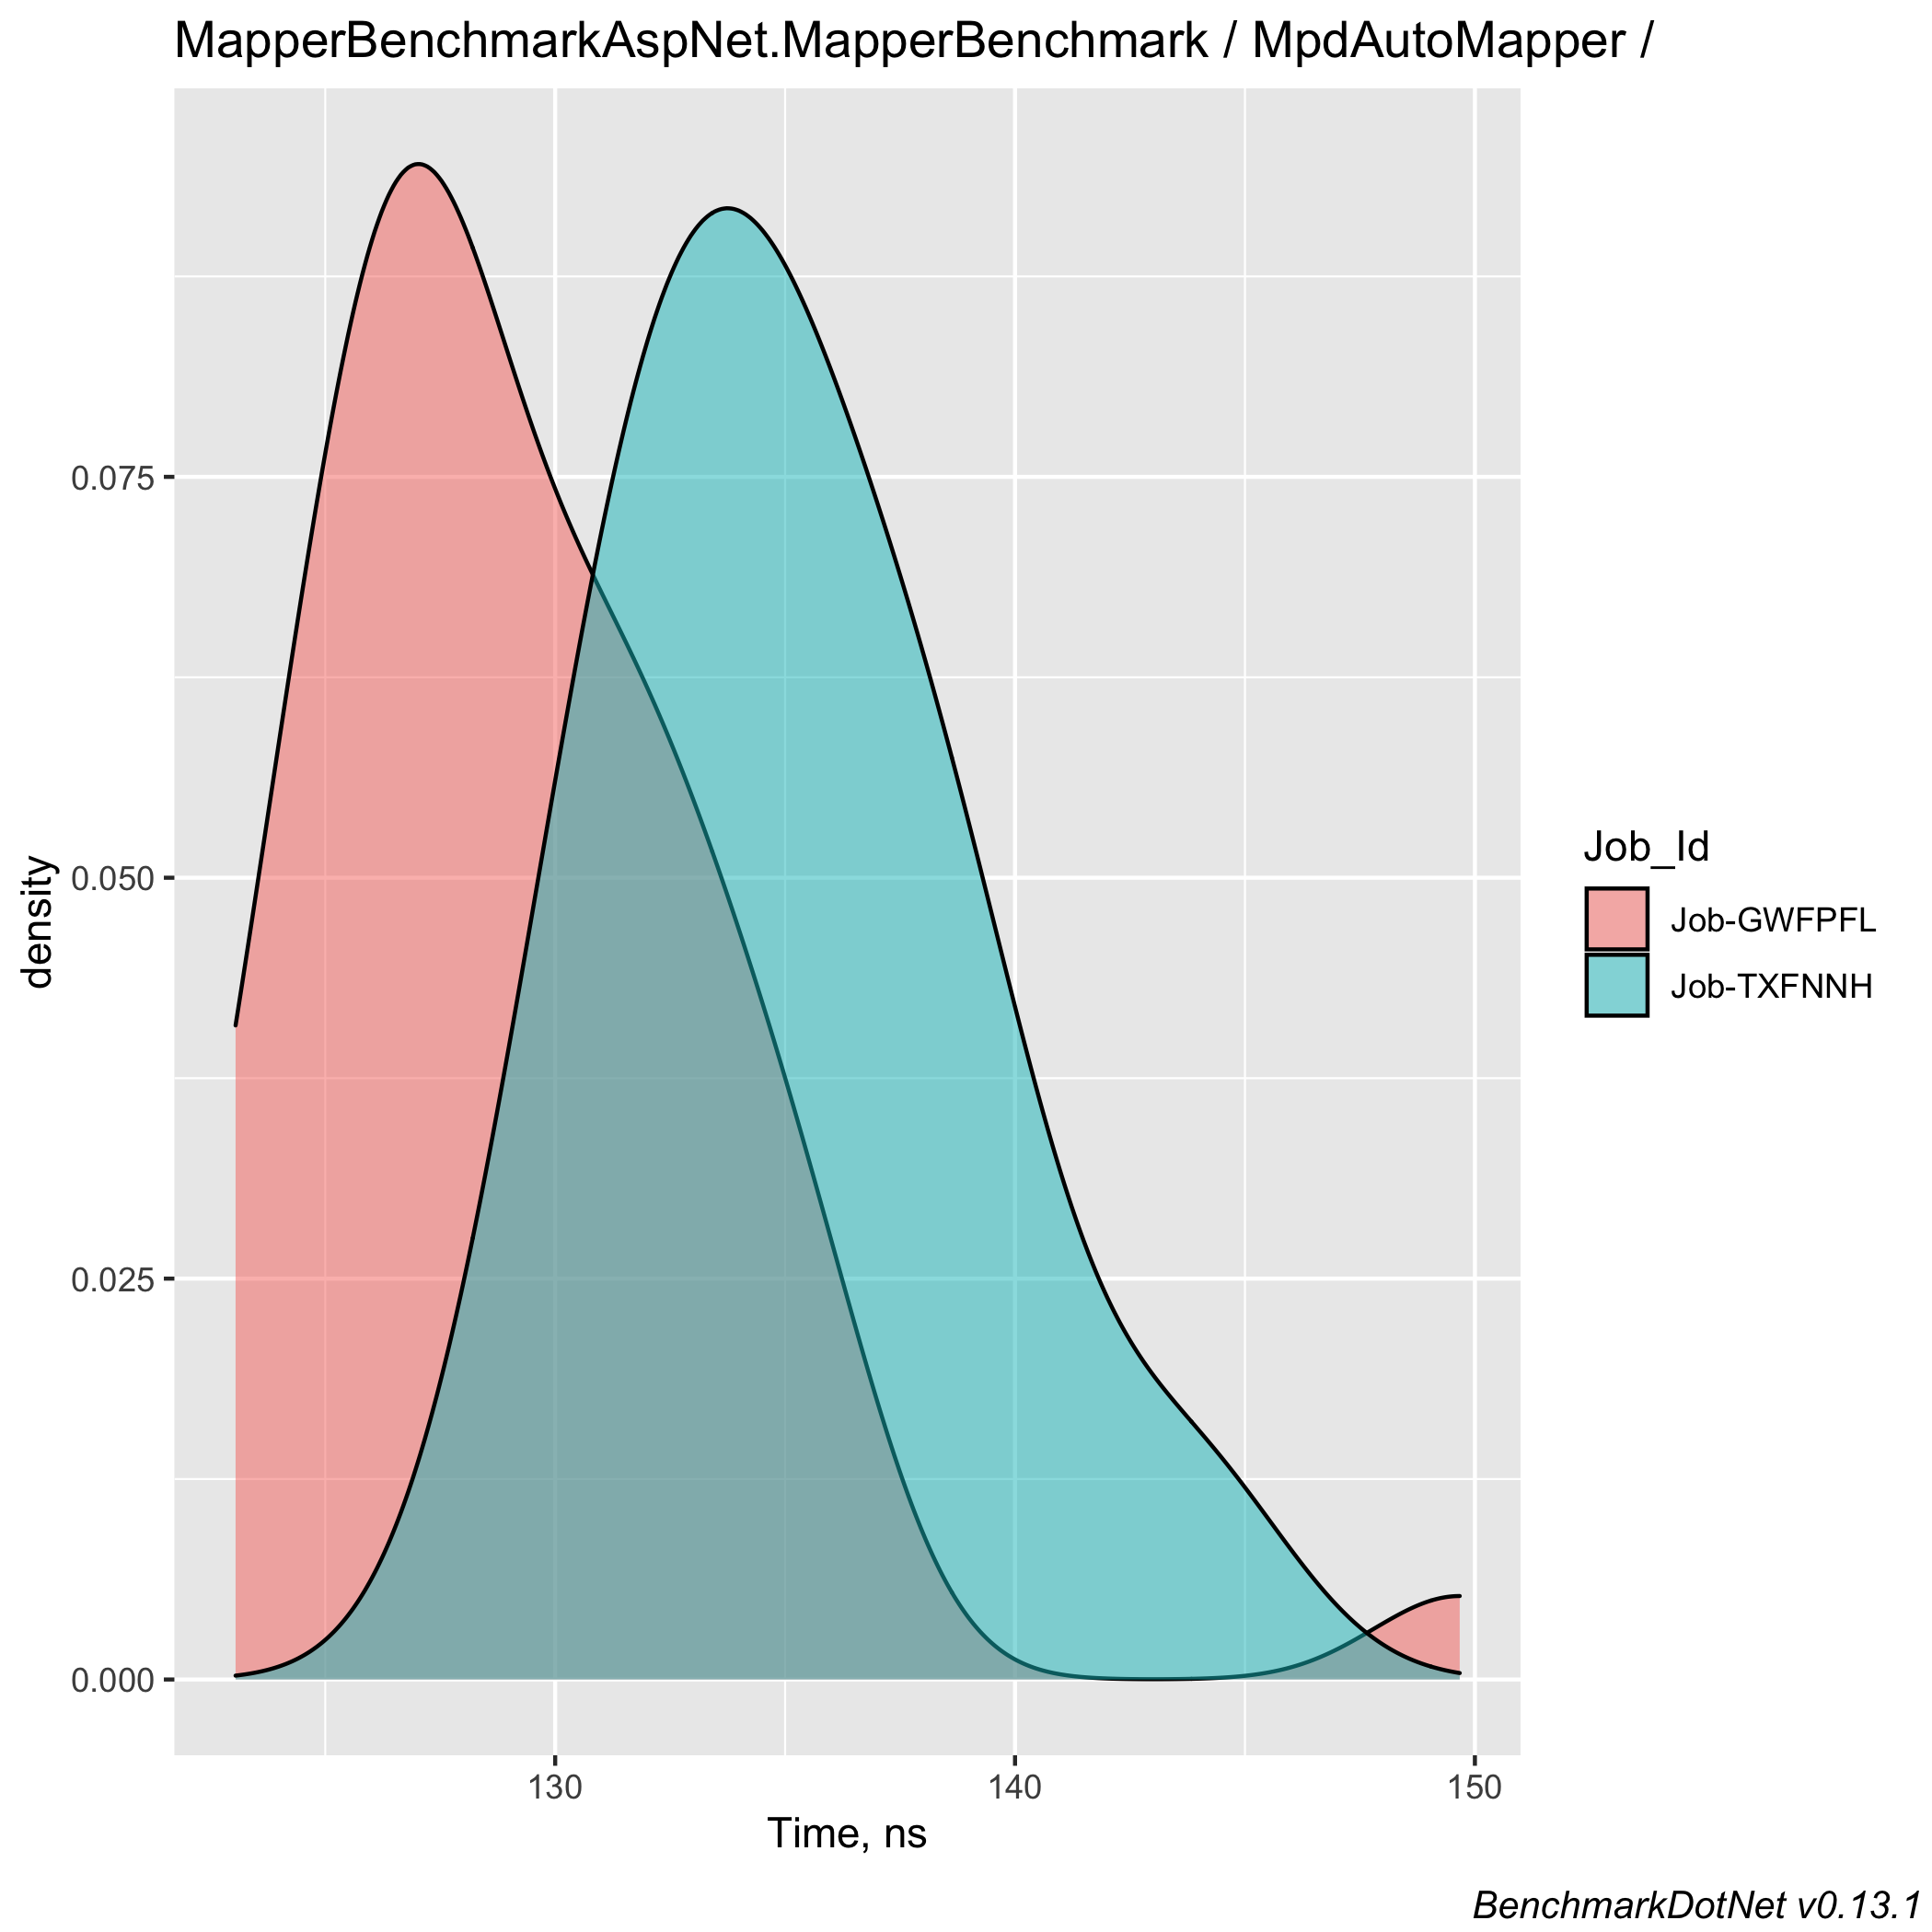 MapperBenchmarkAspNet.MapperBenchmark / MpdAutoMapper /
density
0.075
0.050
0.025
0.000
130 140 150
Time, ns
Job_Id
Job-GWFPFL
Job-TXFNNH
BenchmarkDotNet v0.13.1